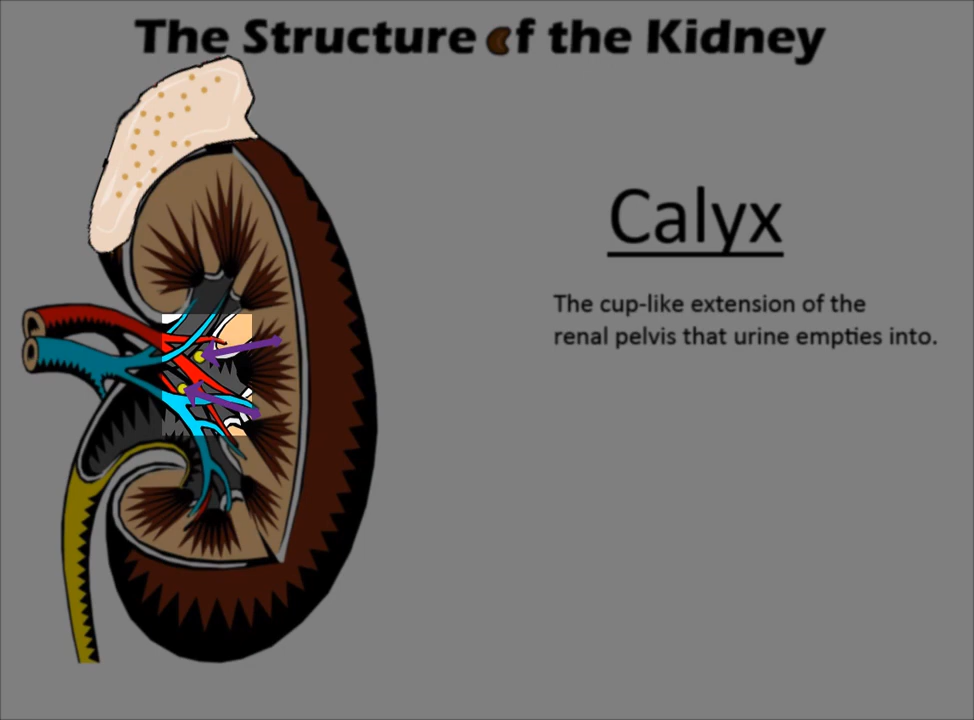 The Structure of the Kidney
Calyx
The cup-like extension of the
renal pelvis that urine empties into.